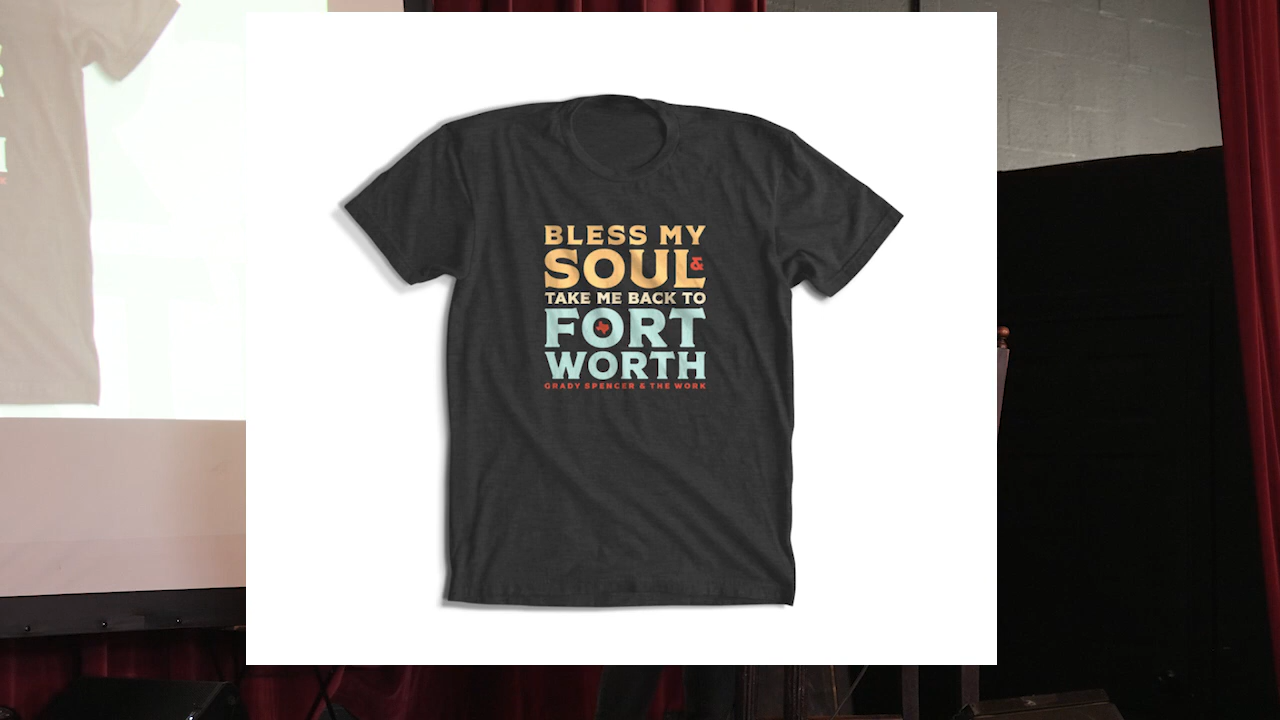 BLESS MY
SOUL &
TAKE ME BACK TO
FORT
WORTH
GRADY SPENCER & THE WORK